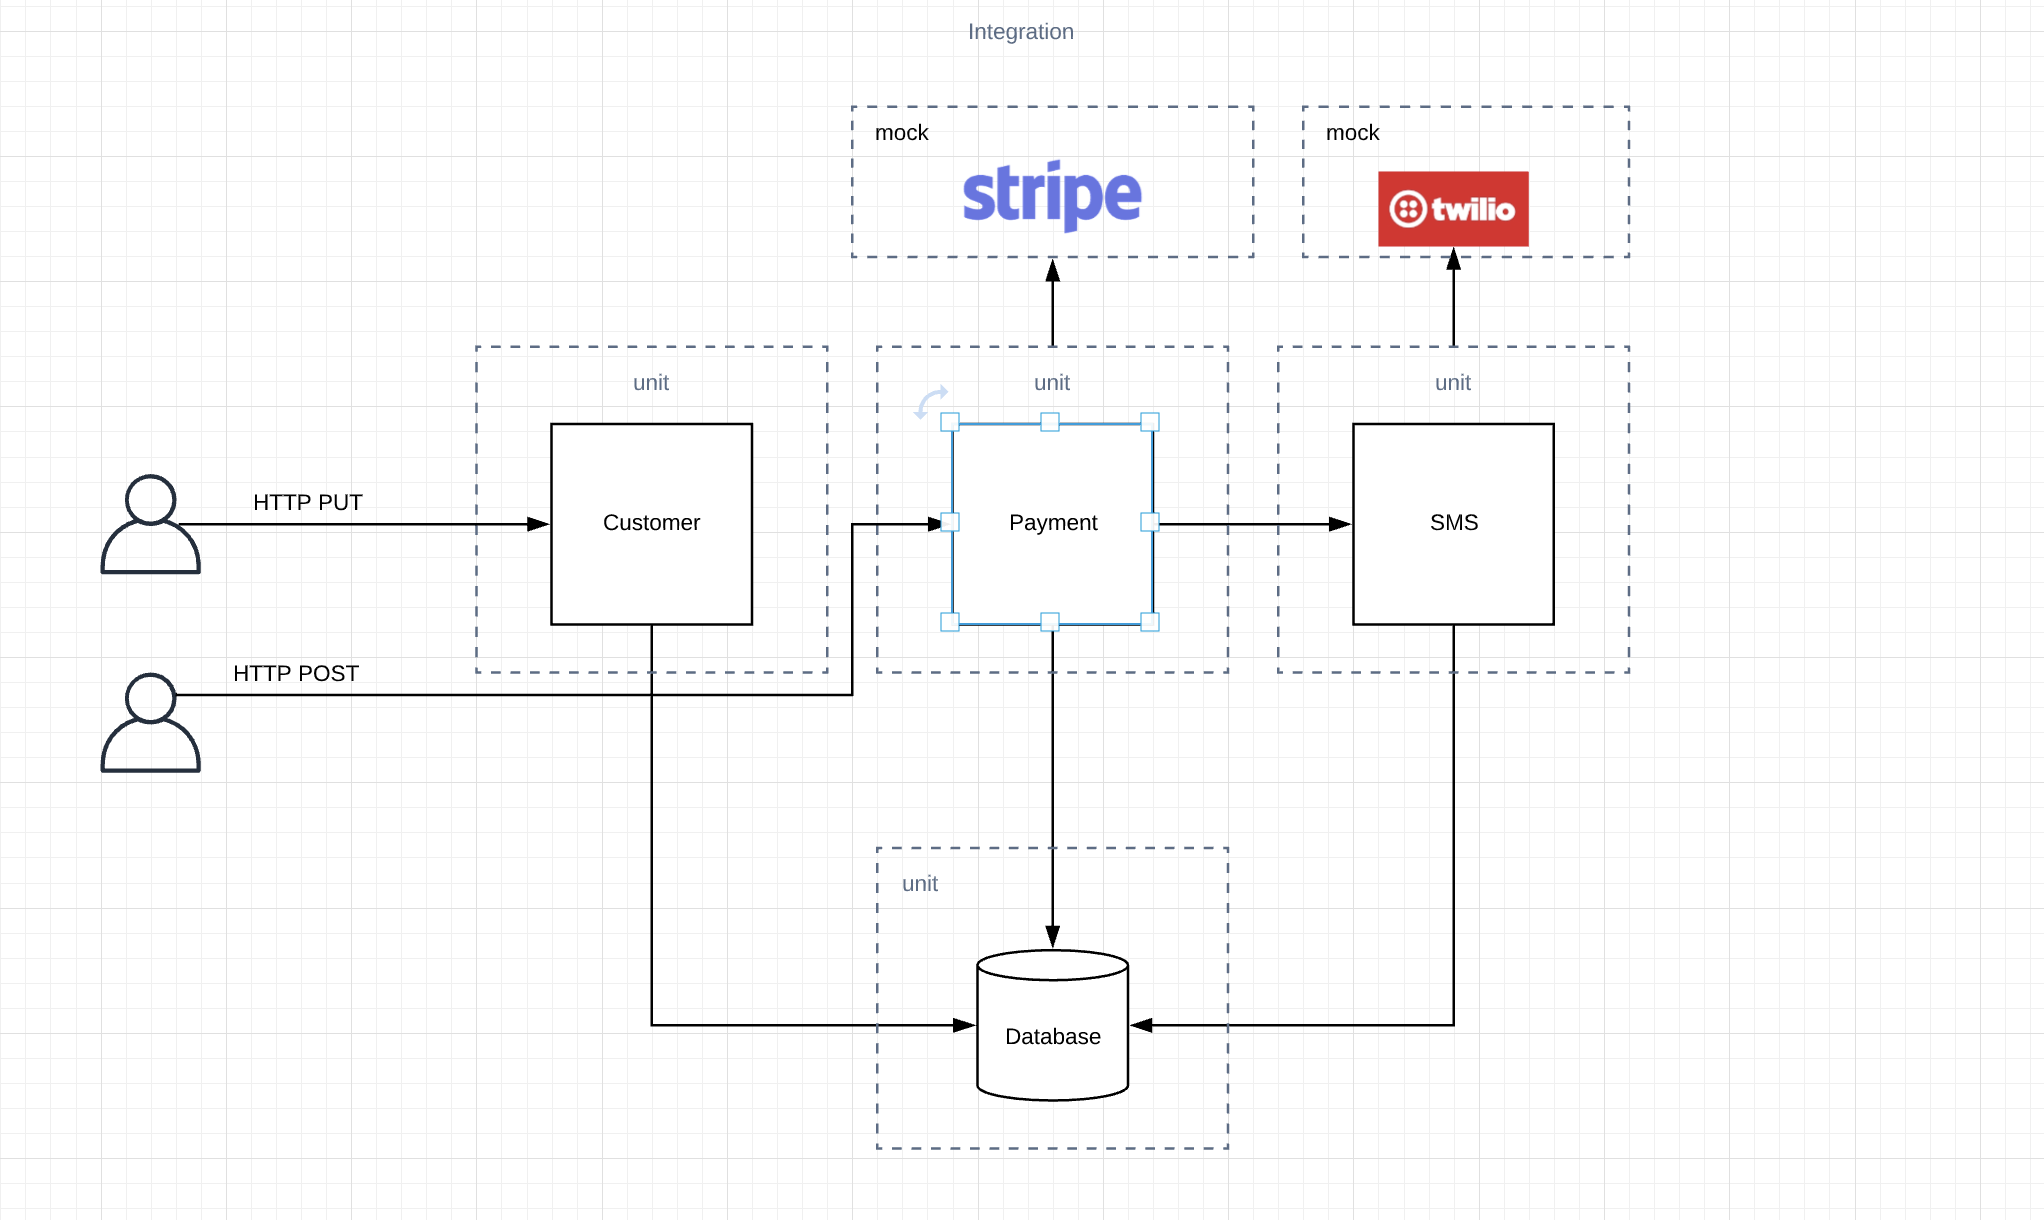 Integration
mock
mock
stripe
twilio
unit
unit
unit
HTTP PUT
Customer
Payment
SMS
HTTP POST
unit
Database